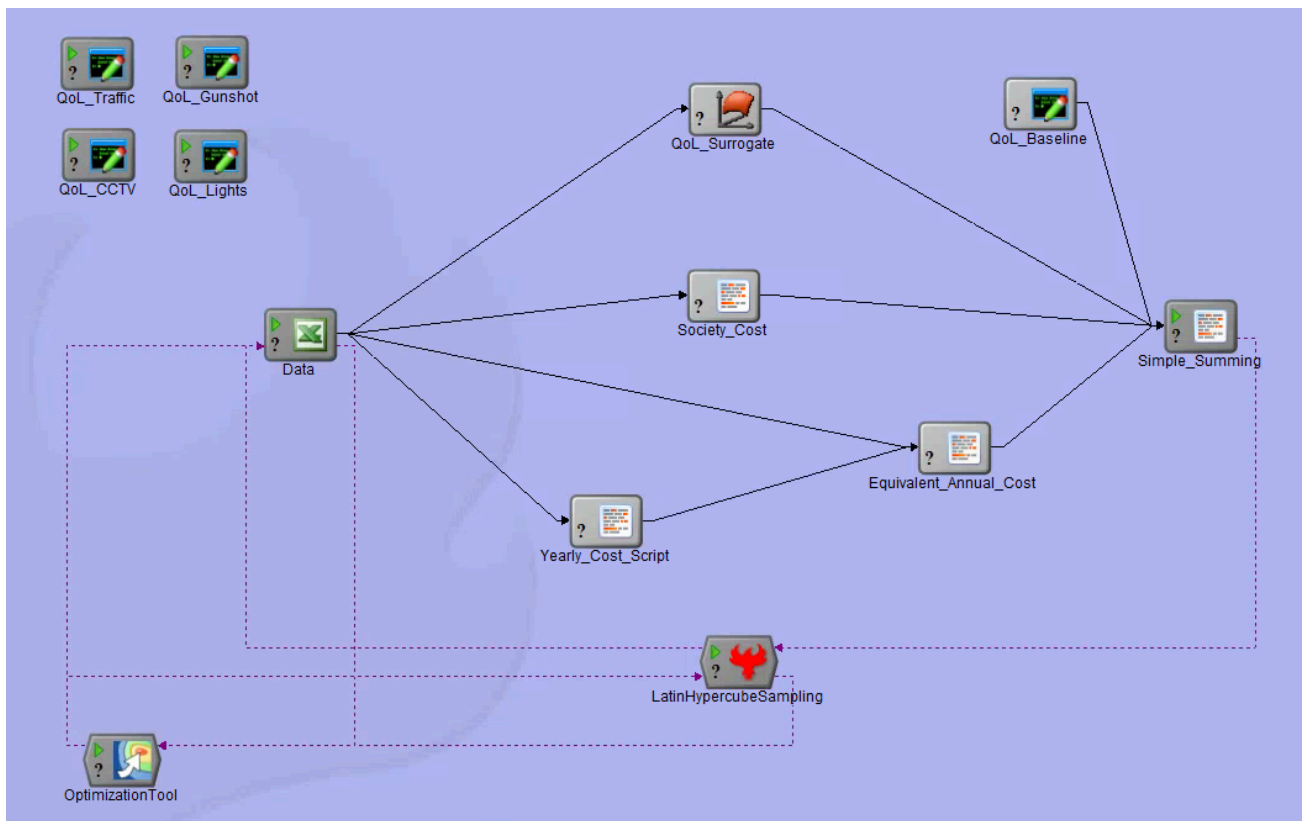 QoL_Traffic
QoL_Gunshot
QoL_CCTV
QoL_Lights
QoL_Surrogate
QoL_Baseline
Society_Cost
Data
Simple_Summing
Equivalent_Annual_Cost
Yearly_Cost_Script
LatinHypercubeSampling
OptimizationTool